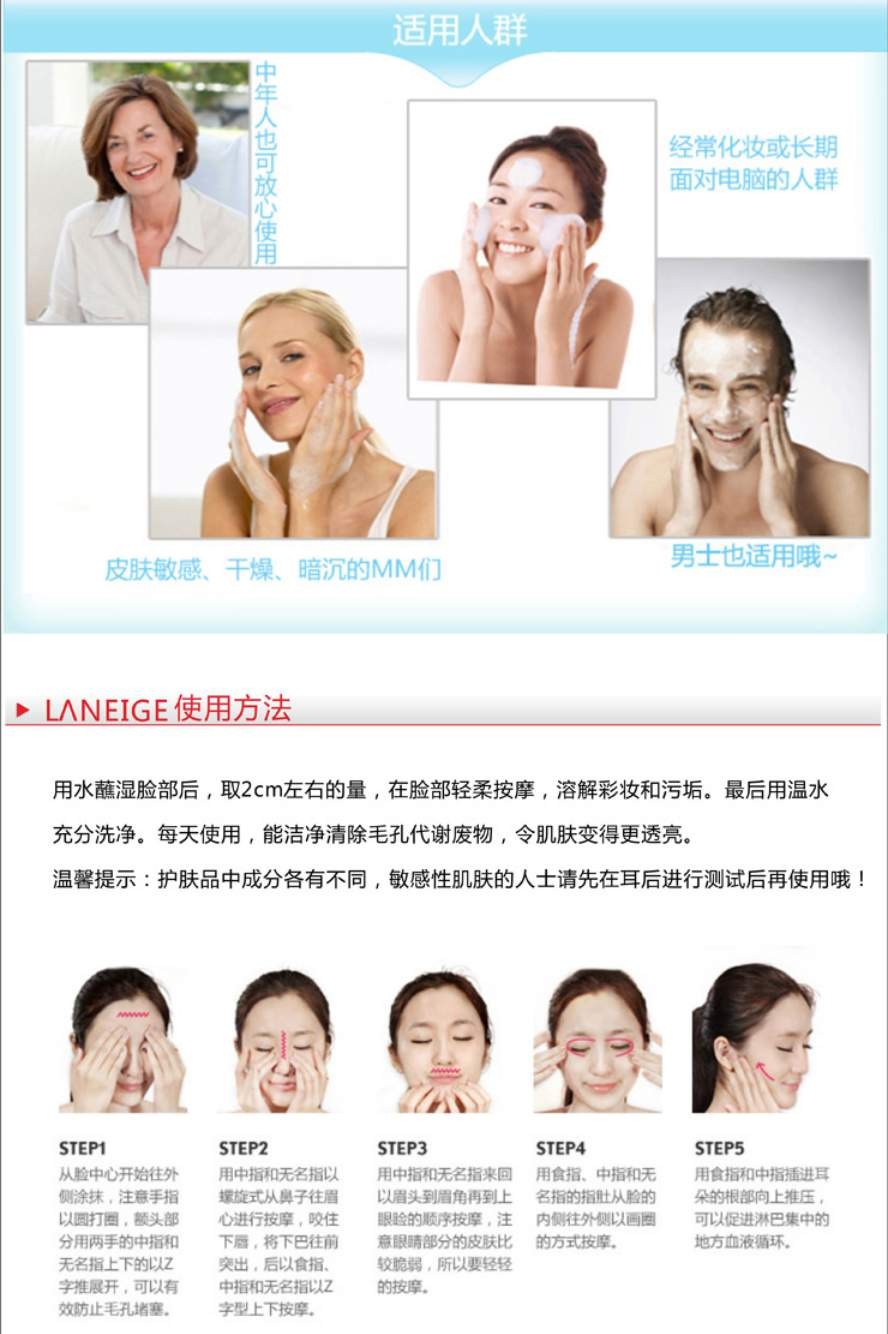 适用人群
中年人也可放心使用
经常化妆或长期
面对电脑的人群
皮肤敏感、干燥、暗沉的MM们
男士也适用哦~
LANEIGE使用方法
用水蘸湿脸部后，取2cm左右的量，在脸部轻柔按摩，溶解彩妆和污垢。最后用温水
充分洗净。每天使用，能洁净清除毛孔代谢废物，令肌肤变得更透亮。
温馨提示：护肤品中成分各有不同，敏感性肌肤的人士请先在耳后进行测试后再使用哦！
STEP1
从脸中心开始往外
侧涂抹，注意手指
以圆打圈，额头部
分用两手的中指和
无名指上下的以Z
字推展开，可以有
效防止毛孔堵塞。
STEP2
用中指和无名指以
螺旋式从鼻子往眉
心进行按摩，咬住
下唇，将下巴往前
突出，后以食指、
中指和无名指以Z
字型上下按摩。
STEP3
用中指和无名指来回
以眉头到眉角再到上
眼睑的顺序按摩，注
意眼睛部分的皮肤比
较脆弱，所以要轻轻
的按摩。
STEP4
用食指、中指和无
名指的指肚从脸的
内侧往外侧以画圈
的方式按摩。
STEP5
用食指和中指插进耳
朵的根部向上推压，
可以促进淋巴集中的
地方血液循环。